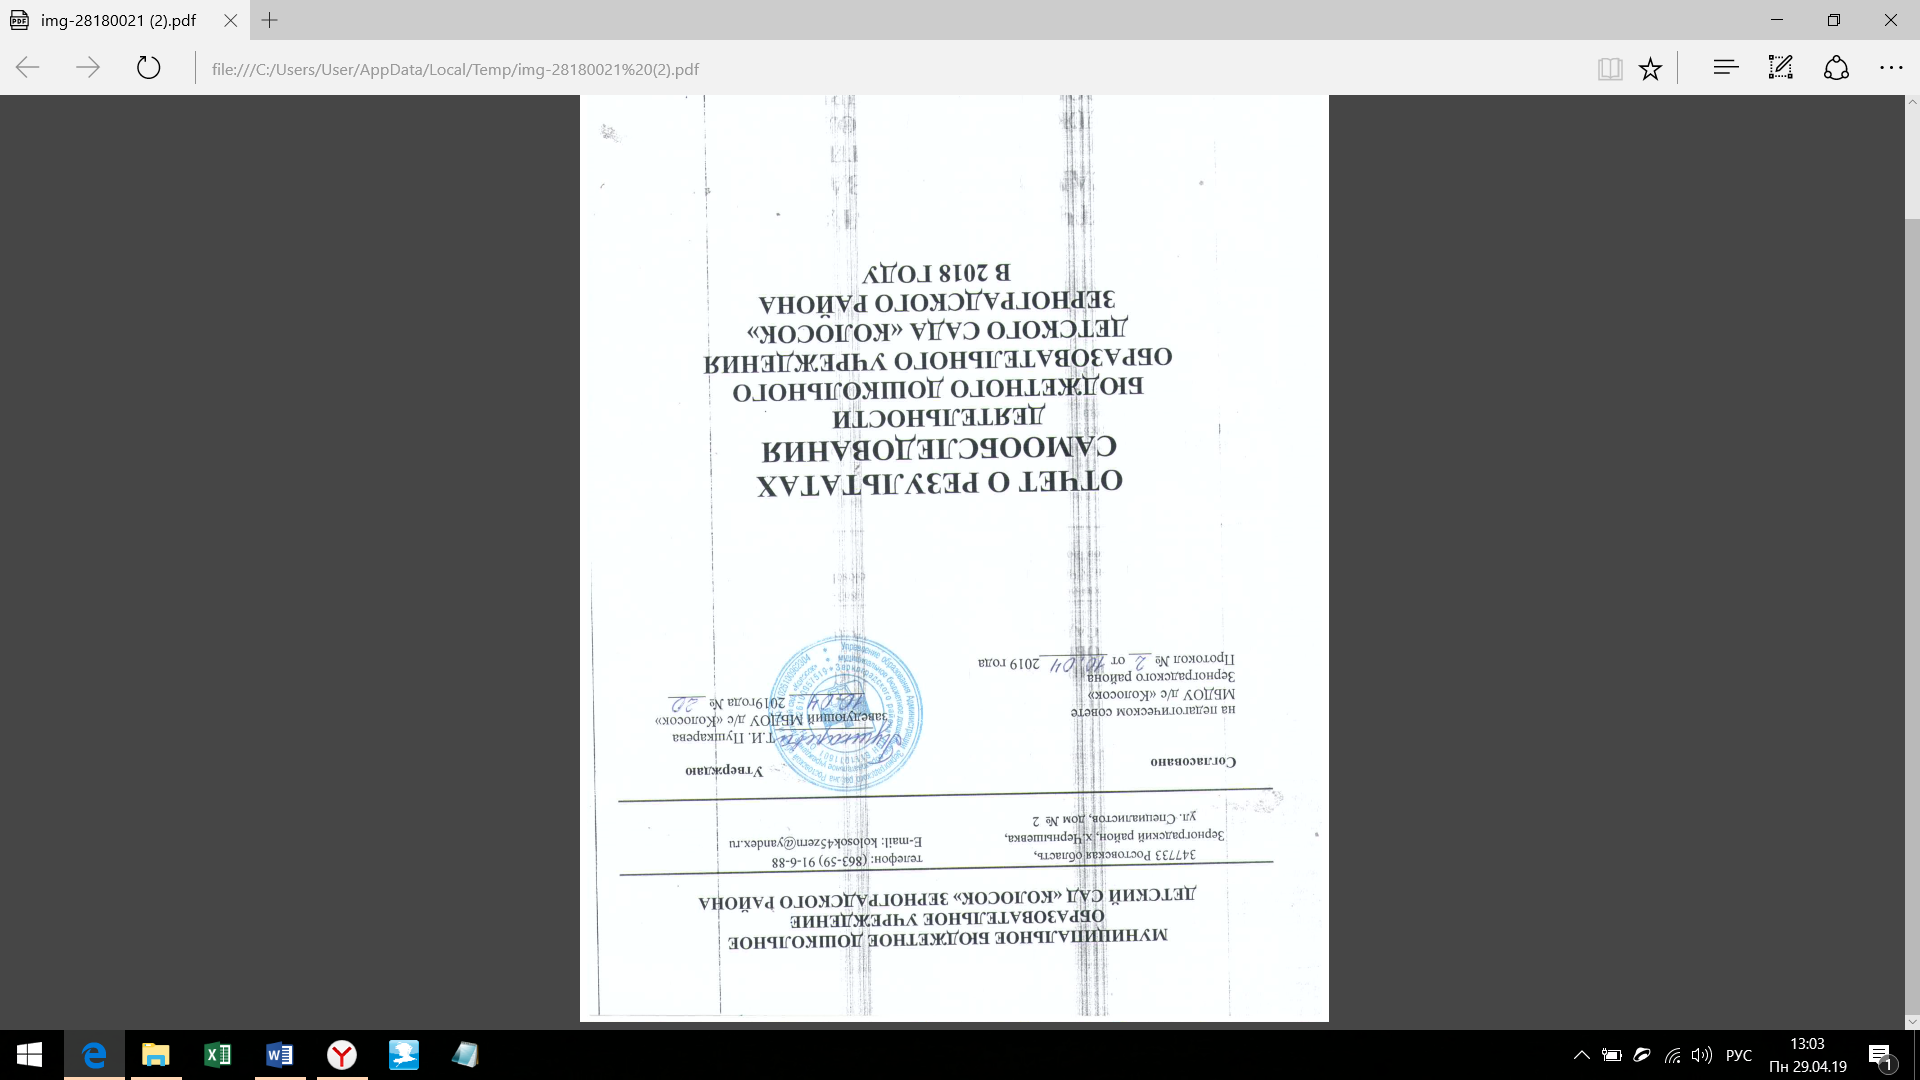 img-28180021 (2).pdf
file:///C:/Users/User/AppData/Local/Temp/img-28180021%20(2).pdf
МУНИЦИПАЛЬНОЕ БЮДЖЕТНОЕ ДОШКОЛЬНОЕ
ОБРАЗОВАТЕЛЬНОЕ УЧРЕЖДЕНИЕ
ДЕТСКИЙ САД «КОЛОСОК» ЗЕРНОГРАДСКОГО РАЙОНА
347733 Ростовская область,
Зерноградский район, х.Чернышевка,
ул. Специалистов, дом № 2
телефон: (863-59) 91-6-88
E-mail: kolosok45zern@yandex.ru
Согласовано
на педагогическом совете
МБДОУ д/с «Колосок»
Зерноградского района
Протокол № 2 от 10.04 2019 года
Утверждаю
Т.И. Пушкарева
заведующий МБДОУ д/с «Колосок»
10.04 2019года № 20
ОТЧЕТ О РЕЗУЛЬТАТАХ
САМООБСЛЕДОВАНИЯ
ДЕЯТЕЛЬНОСТИ
БЮДЖЕТНОГО ДОШКОЛЬНОГО
ОБРАЗОВАТЕЛЬНОГО УЧРЕЖДЕНИЯ
ДЕТСКОГО САДА «КОЛОСОК»
ЗЕРНОГРАДСКОГО РАЙОНА
В 2018 ГОДУ
РУС
13:03
Пн 29.04.19
1